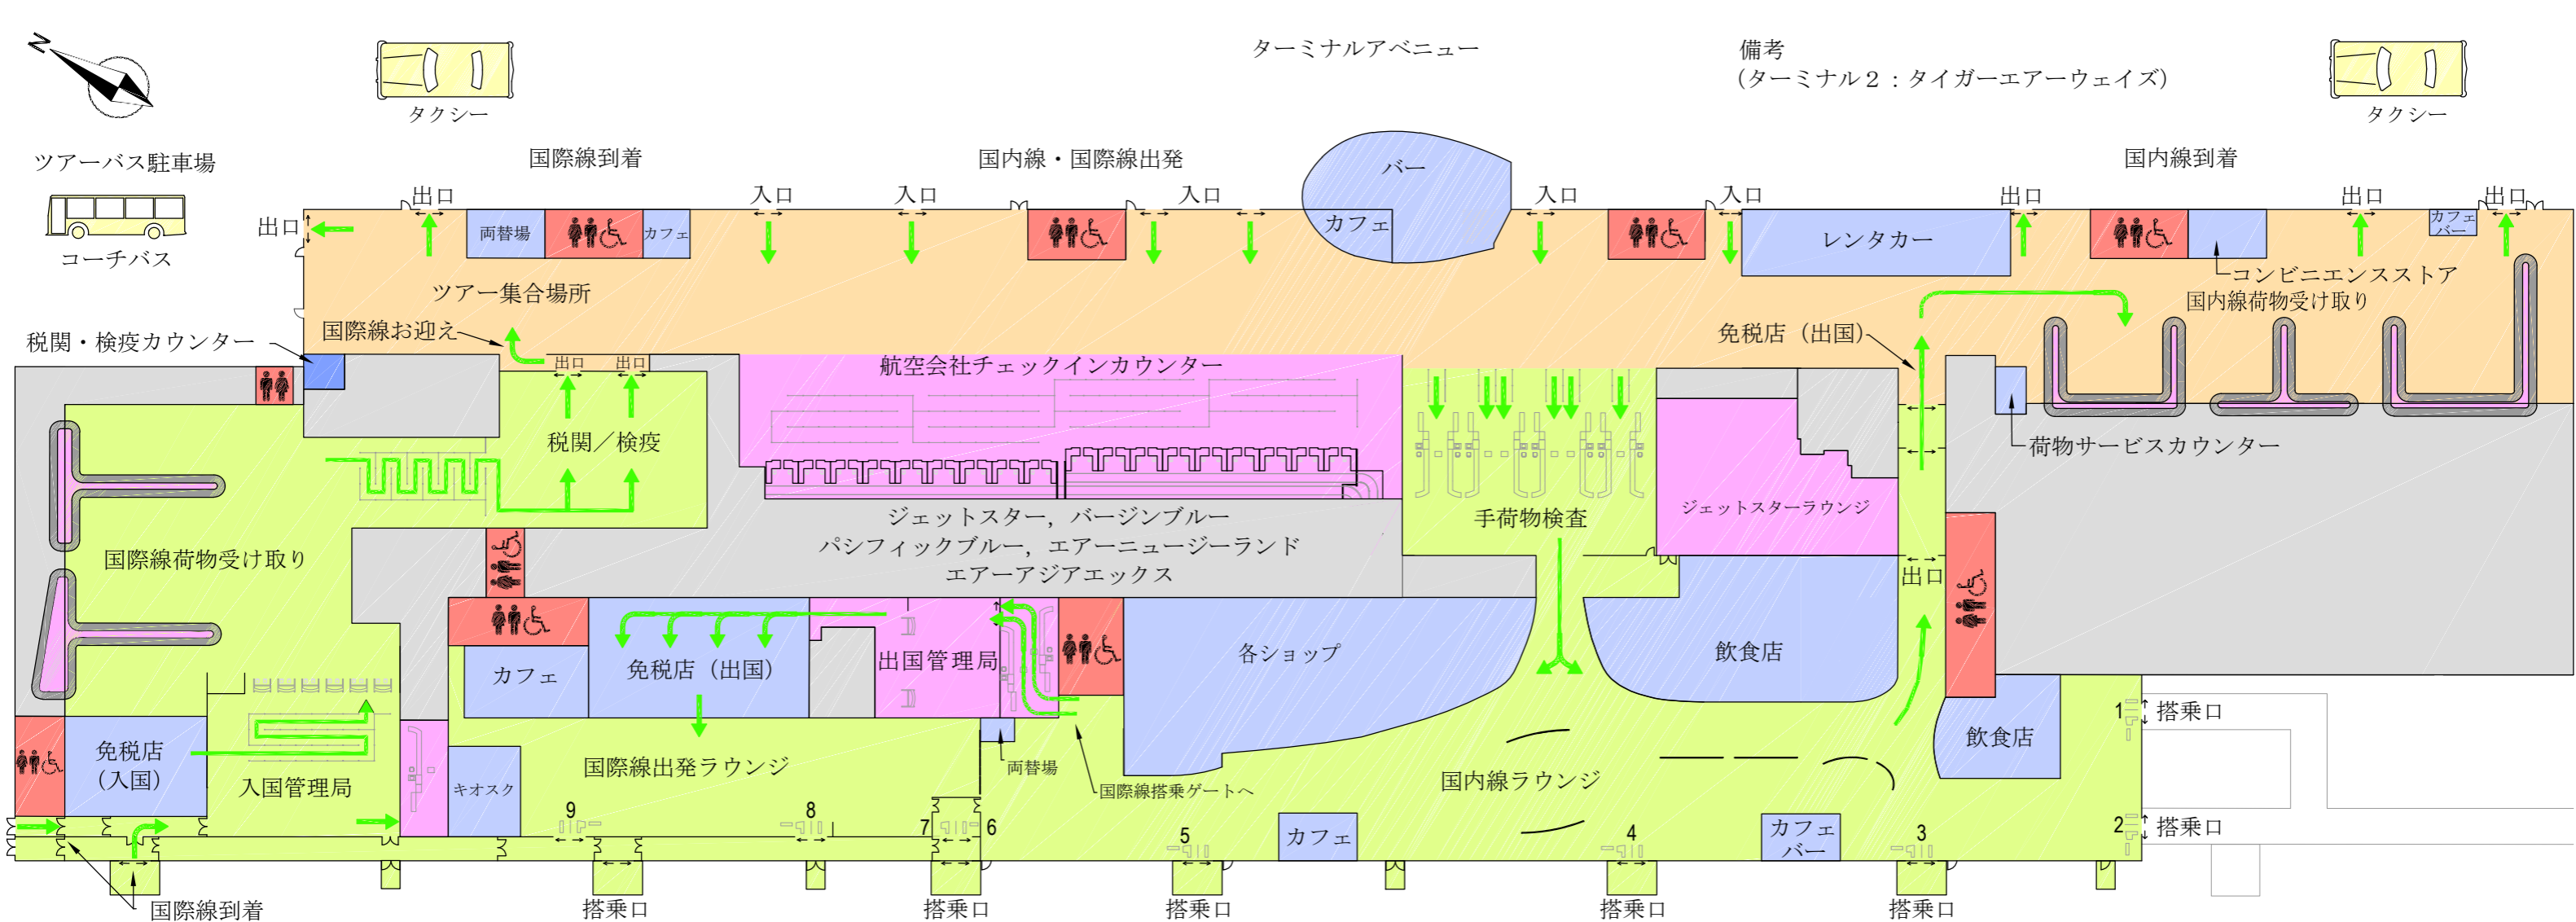 N
ターミナルアベニュー
備考
(ターミナル２：タイガーエアーウェイズ)
タクシー
タクシー
ツアーバス駐車場
コーチバス
国際線到着
国内線・国際線出発
国内線到着
バー
出口
出口
入口
入口
入口
入口
入口
出口
出口
出口
両替場
カフェ
カフェ
レンタカー
カフェ
バー
コンビニエンスストア
国内線荷物受け取り
ツアー集合場所
国際線お迎え
税関・検疫カウンター
免税店（出国）
出口
出口
航空会社チェックインカウンター
税関／検疫
荷物サービスカウンター
ジェットスターラウンジ
手荷物検査
ジェットスター，バージンブルー
パシフィックブルー，エアーニュージーランド
エアーアジアエックス
国際線荷物受け取り
出口
カフェ
免税店（出国）
出国管理局
各ショップ
飲食店
飲食店
1
搭乗口
2
搭乗口
免税店
（入国）
入国管理局
キオスク
国際線出発ラウンジ
両替場
国際線搭乗ゲートへ
国内線ラウンジ
9
8
7
6
5
カフェ
4
カフェ
バー
3
国際線到着
搭乗口
搭乗口
搭乗口
搭乗口
搭乗口